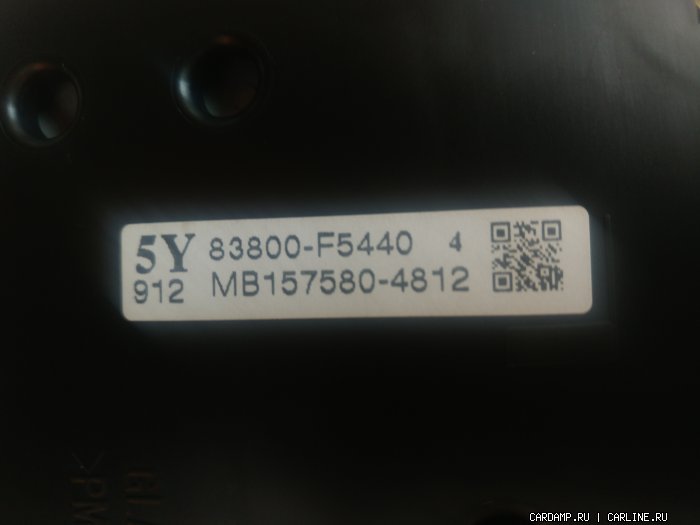 5Y 83800-F5440 4
912 MB157580-4812
CARDAMP.RU | CARLINE.RU